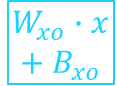 W_{xo} · x
+ B_{xo}